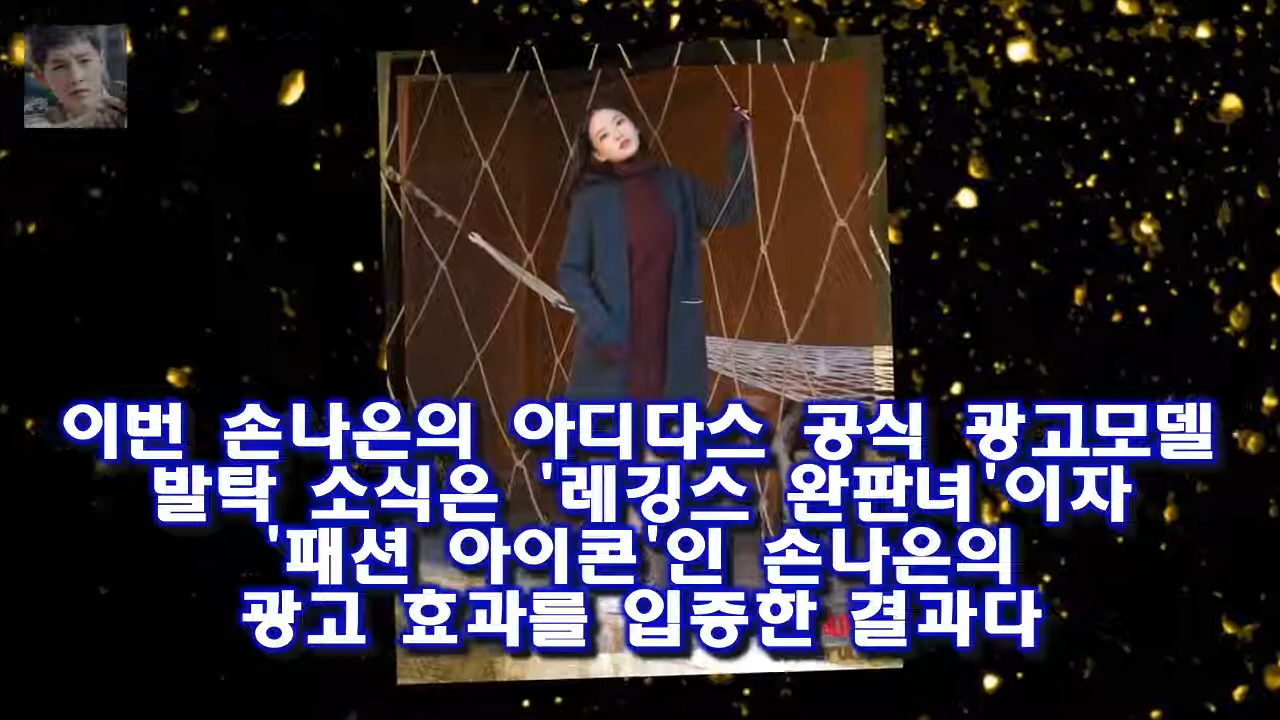 이번 손나은의 아디다스 공식 광고모델
발탁 소식은 '레깅스 완판녀'이자
'패션 아이콘'인 손나은의
광고 효과를 입증한 결과다